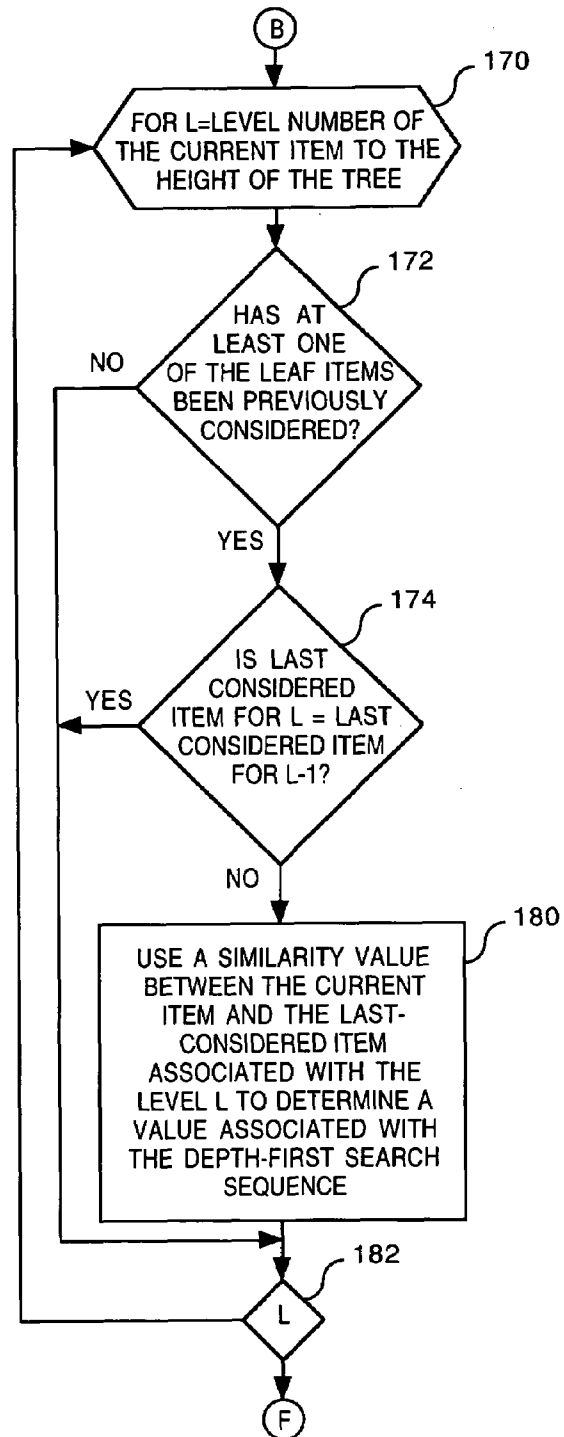 B
170
FOR L=LEVEL NUMBER OF
THE CURRENT ITEM TO THE
HEIGHT OF THE TREE
172
HAS AT
LEAST ONE
OF THE LEAF ITEMS
BEEN PREVIOUSLY
CONSIDERED?
NO
YES
174
IS LAST
CONSIDERED
ITEM FOR L = LAST
CONSIDERED ITEM
FOR L-1?
YES
NO
180
USE A SIMILARITY VALUE
BETWEEN THE CURRENT
ITEM AND THE LAST-
CONSIDERED ITEM
ASSOCIATED WITH THE
LEVEL L TO DETERMINE A
VALUE ASSOCIATED WITH
THE DEPTH-FIRST SEARCH
SEQUENCE
182
L
F